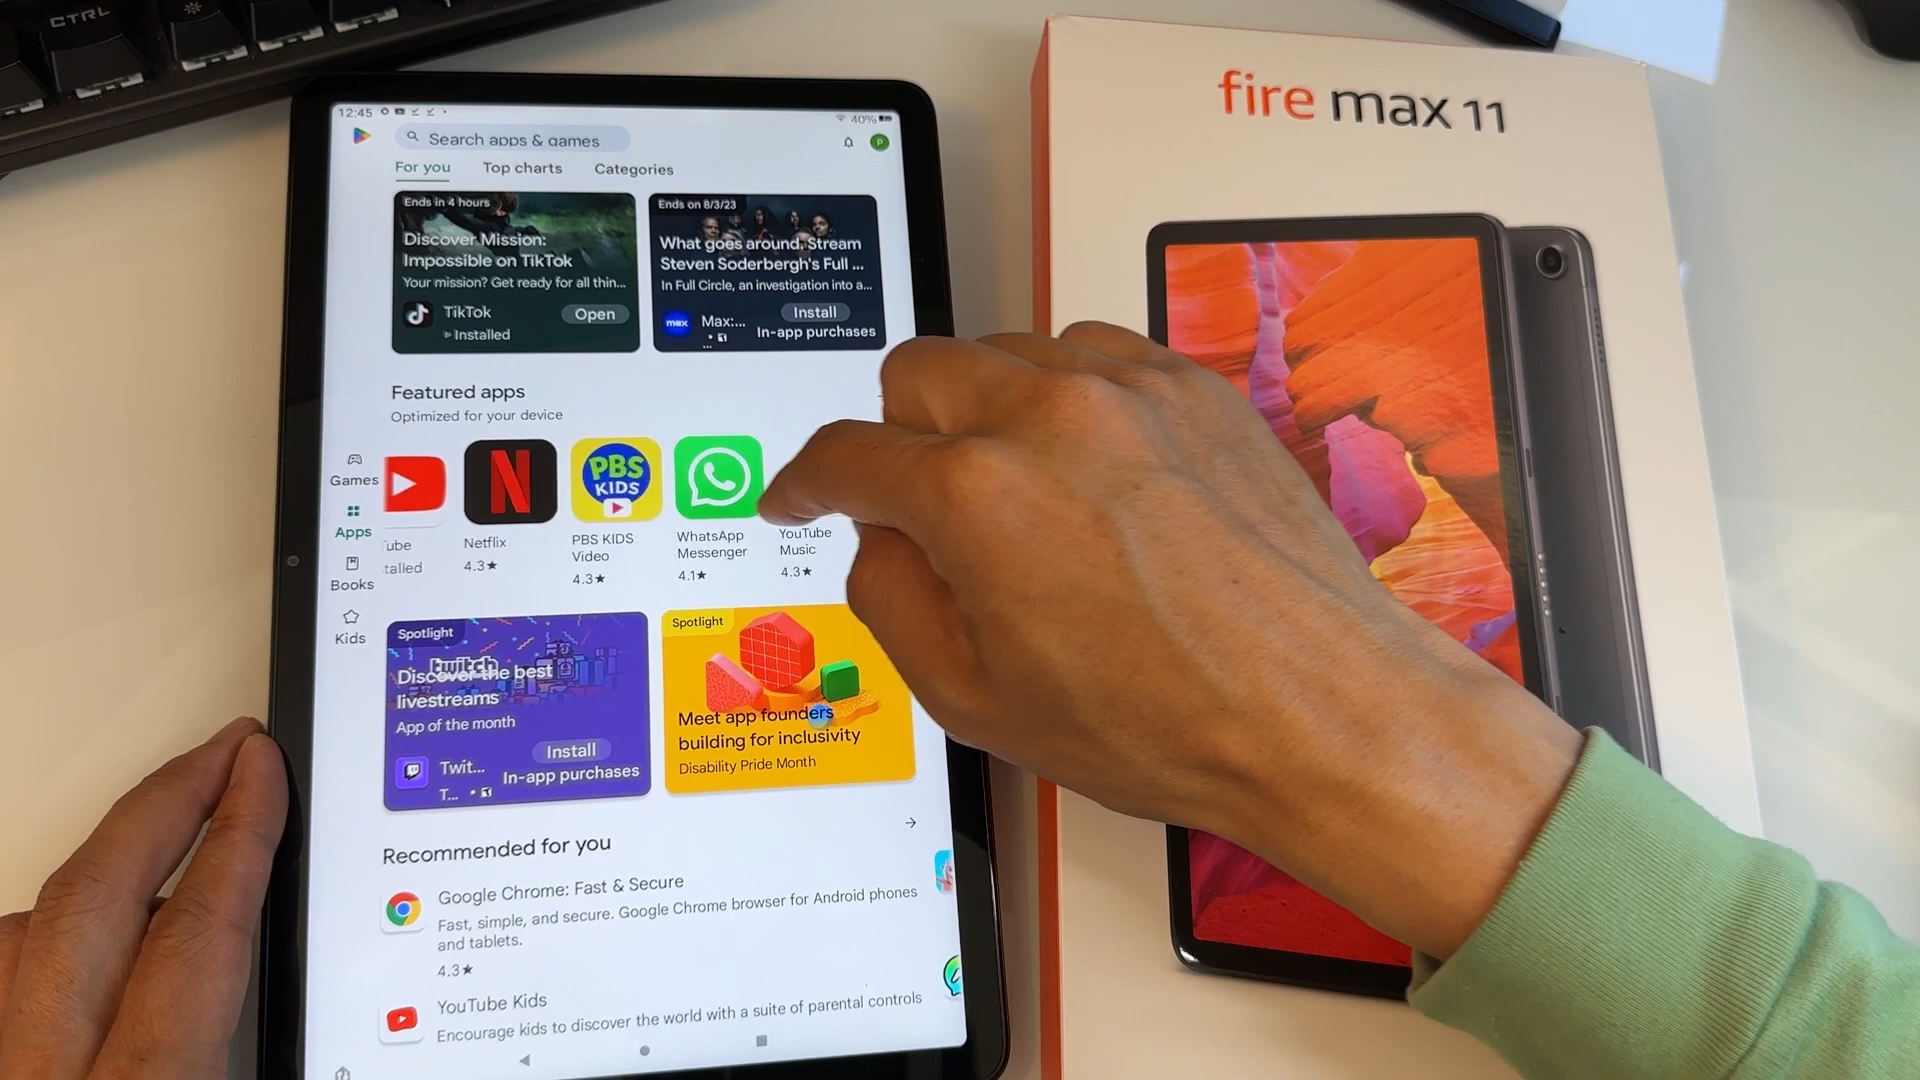 CTRL
fire max 11
12:45
40%
Search apps & games
P
For you
Top charts
Categories
Ends in 4 hours
Discover Mission:
Impossible on TikTok
Your mission? Get ready for all thin...
TikTok
Installed
Open
Ends on 8/3/23
What goes around. Stream
Steven Soderbergh's Full ...
In Full Circle, an investigation into a...
max
Max:...
...
Install
In-app purchases
Featured apps
Optimized for your device
Games
Apps
Books
Kids
ube
talled
N
Netflix
4.3★
PBS
KIDS
PBS KIDS
Video
4.3★
WhatsApp
Messenger
4.1★
YouTube
Music
4.3★
Spotlight
twitch
Discover the best
livestreams
App of the month
Twit...
T...
Install
In-app purchases
Spotlight
Meet app founders
building for inclusivity
Disability Pride Month
Recommended for you
Google Chrome: Fast & Secure
Fast, simple, and secure. Google Chrome browser for Android phones
and tablets.
4.3★
YouTube Kids
Encourage kids to discover the world with a suite of parental controls